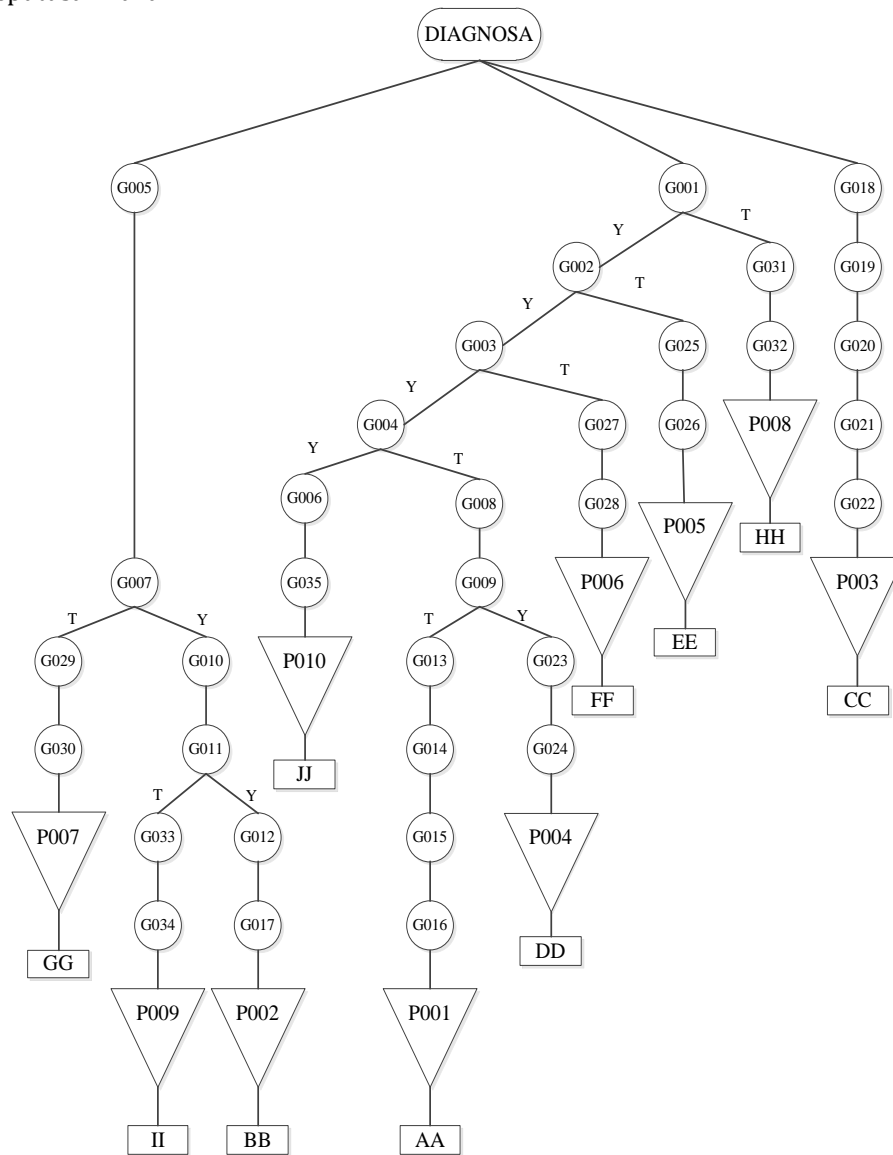 DIAGNOSA
G005
G001
G018
Y
T
G002
G031
G019
Y
T
G003
G025
G032
G020
Y
T
G004
G027
G026
P008
G021
Y
T
G006
G008
G028
P005
G022
HH
G007
G035
G009
P006
P003
T
Y
T
Y
EE
G029
G010
P010
G013
G023
FF
CC
G030
G011
JJ
G014
G024
T
Y
P007
G033
G012
G015
P004
GG
G034
G017
G016
DD
P009
P002
P001
II
BB
AA